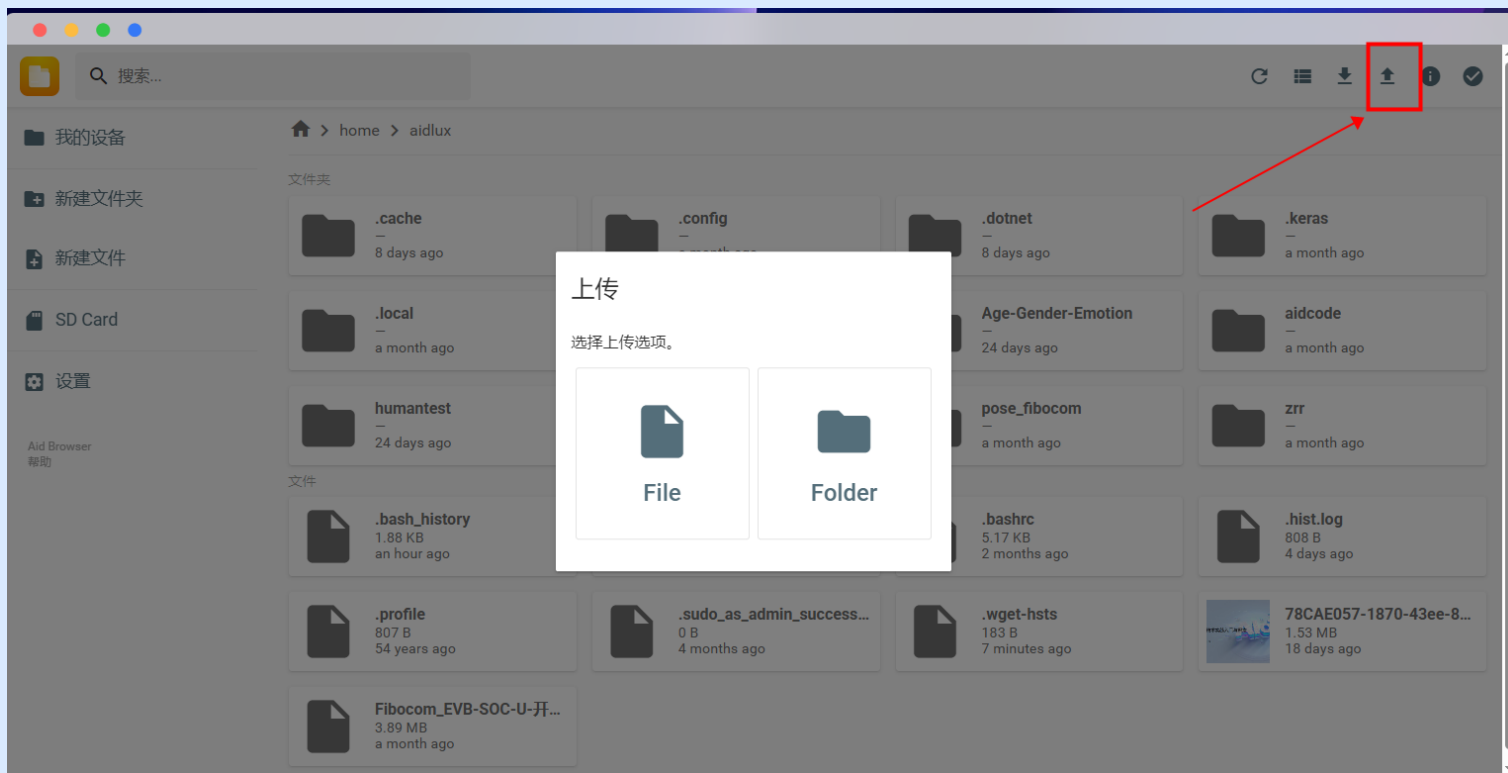 搜索...
我的设备
新建文件夹
新建文件
SD Card
设置
Aid Browser
帮助
home
aidlux
文件夹
.cache
8 days ago
.config
.dotnet
8 days ago
.keras
a month ago
.local
a month ago
Age-Gender-Emotion
24 days ago
aidcode
a month ago
humantest
24 days ago
pose_fibocom
a month ago
zrr
a month ago
上传
选择上传选项。
File
Folder
文件
.bash_history
1.88 KB
an hour ago
.bashrc
5.17 KB
2 months ago
.hist.log
808 B
4 days ago
.profile
807 B
54 years ago
.sudo_as_admin_success...
0 B
4 months ago
.wget-hsts
183 B
7 minutes ago
78CAE057-1870-43ee-8...
1.53 MB
18 days ago
Fibocom_EVB-SOC-U-开...
3.89 MB
a month ago